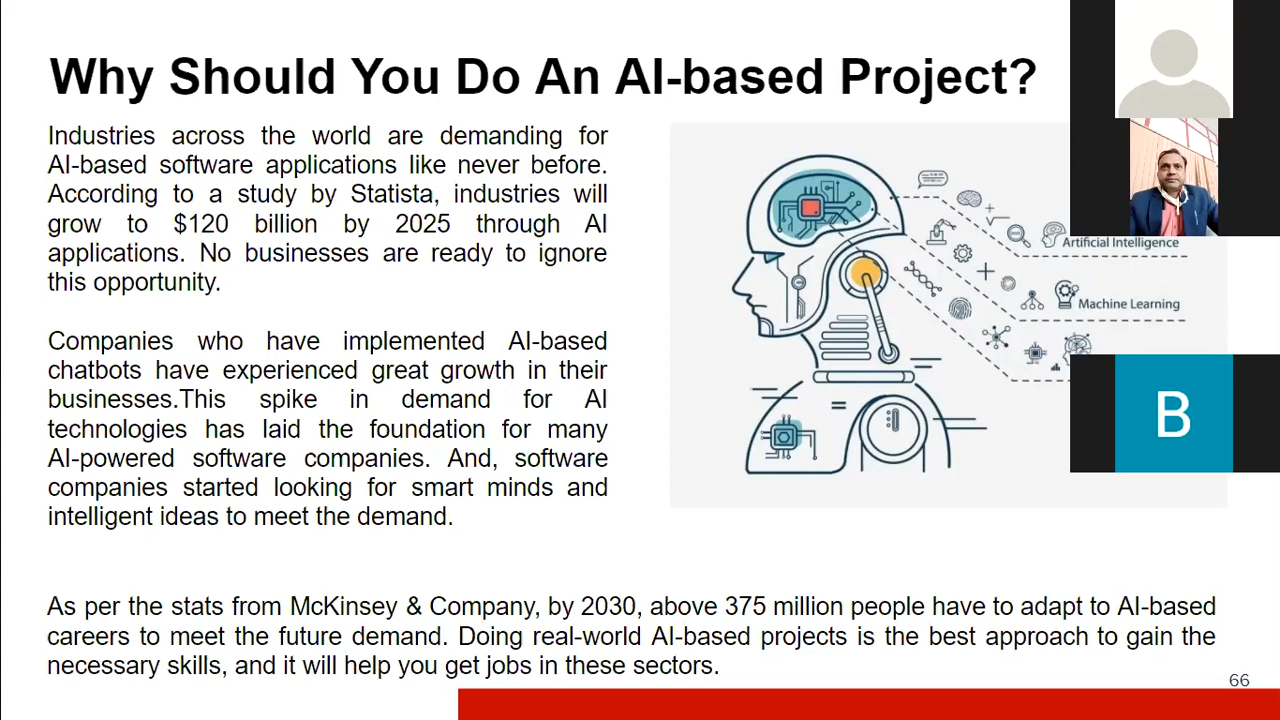 Why Should You Do An AI-based Project?
Industries across the world are demanding for
AI-based software applications like never before.
According to a study by Statista, industries will
grow to $120 billion by 2025 through AI
applications. No businesses are ready to ignore
this opportunity.
Companies who have implemented AI-based
chatbots have experienced great growth in their
businesses.This spike in demand for AI
technologies has laid the foundation for many
AI-powered software companies. And, software
companies started looking for smart minds and
intelligent ideas to meet the demand.
Artificial Intelligence
Machine Learning
B
As per the stats from McKinsey & Company, by 2030, above 375 million people have to adapt to AI-based
careers to meet the future demand. Doing real-world AI-based projects is the best approach to gain the
necessary skills, and it will help you get jobs in these sectors.
66